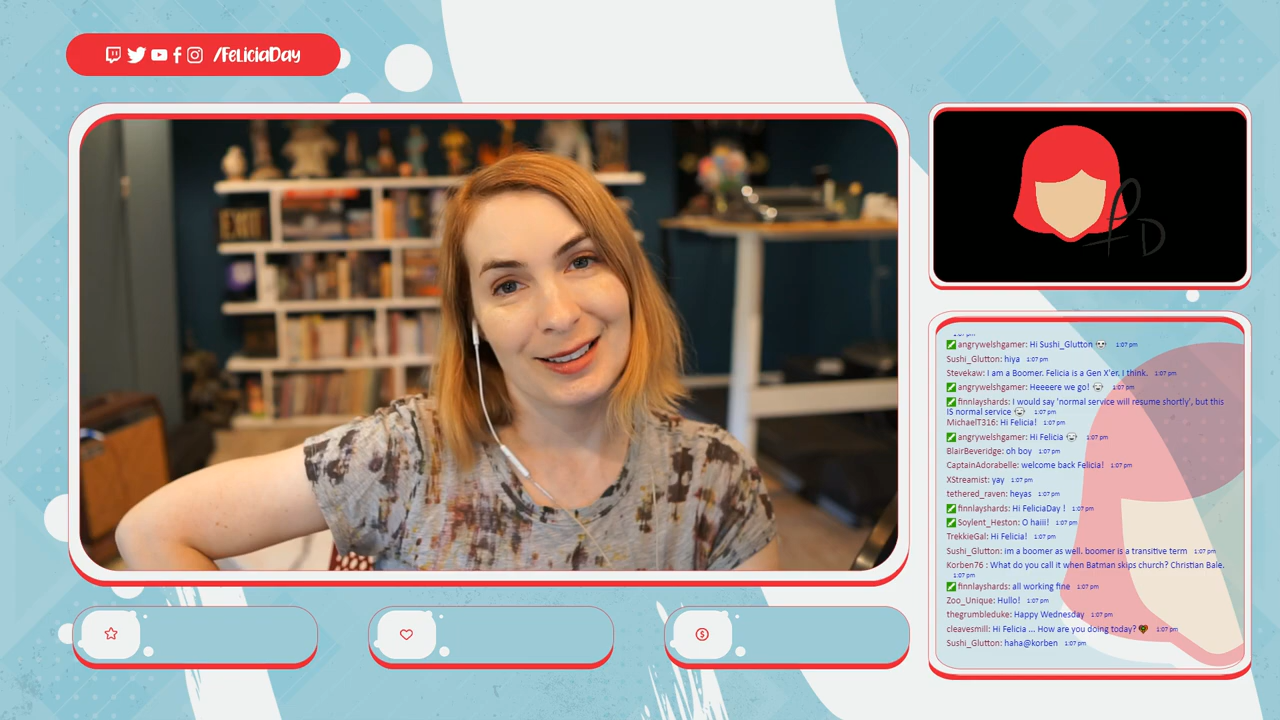 /FeliciaDay
EXIT
D
1:07 pm
angrywelshgamer: Hi Sushi_Glutton 1:07 pm
Sushi_Glutton: hiya 1:07 pm
Stevekaw: I am a Boomer. Felicia is a Gen X'er. I think. 1:07 pm
angrywelshgamer: Heeeere we go! 1:07 pm
finnlayshards: I would say 'normal service will resume shortly', but this
IS normal service 1:07 pm
MichaelT316: Hi Felicia! 1:07 pm
angrywelshgamer: Hi Felicia 1:07 pm
BlairBeveridge: oh boy 1:07 pm
CaptainAdorabelle: welcome back Felicia! 1:07 pm
XStreamist: yay 1:07 pm
tethered_raven: heyas 1:07 pm
finnlayshards: Hi FeliciaDay ! 1:07 pm
Soylent_Heston: O haiii! 1:07 pm
TrekkieGal: Hi Felicia! 1:07 pm
Sushi_Glutton: im a boomer as well. boomer is a transitive term 1:07 pm
Korben76 : What do you call it when Batman skips church? Christian Bale.
1:07 pm
finnlayshards: all working fine 1:07 pm
Zoo_Unique: Hullo! 1:07 pm
thegrumbleduke: Happy Wednesday 1:07 pm
cleavesmill: Hi Felicia ... How are you doing today? 1:07 pm
Sushi_Glutton: haha@korben 1:07 pm